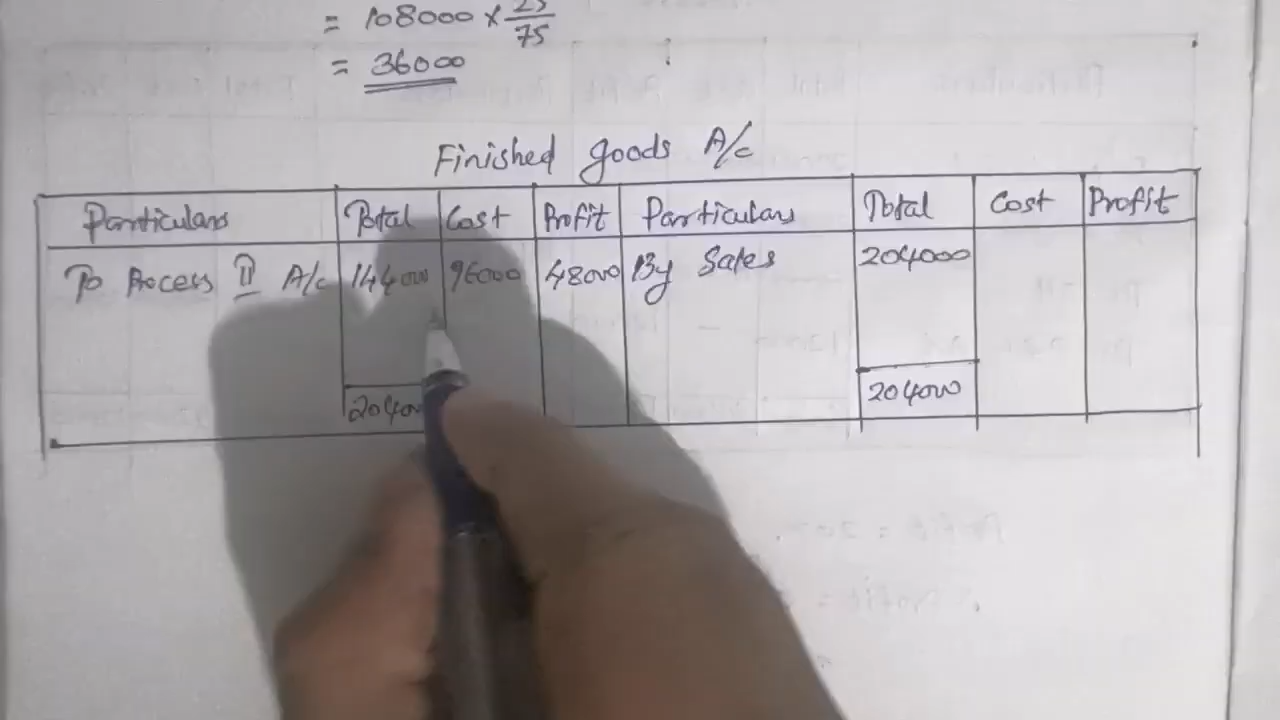 = 108000 × 25/75
= 36000
Finished goods A/c
Particulars Total Cost Profit Particulars Total Cost Profit
To Process II A/c 144000 96000 48000 By Sales 204000
204000 204000